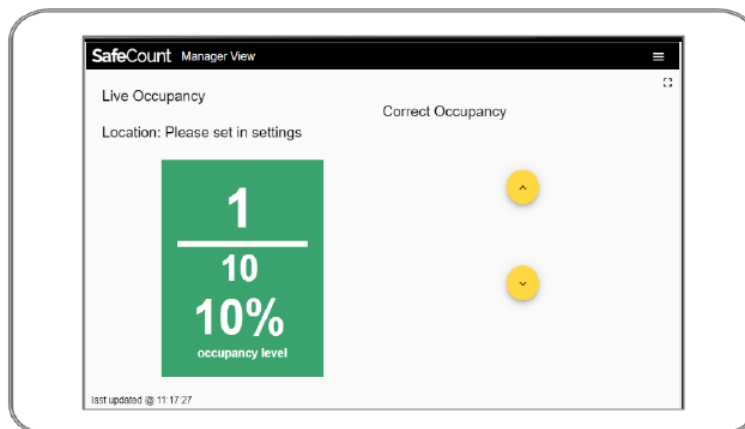 SafeCount Manager View
Live Occupancy
Location: Please set in settings
1
10
10%
occupancy level
Correct Occupancy
last updated @ 11:17:27